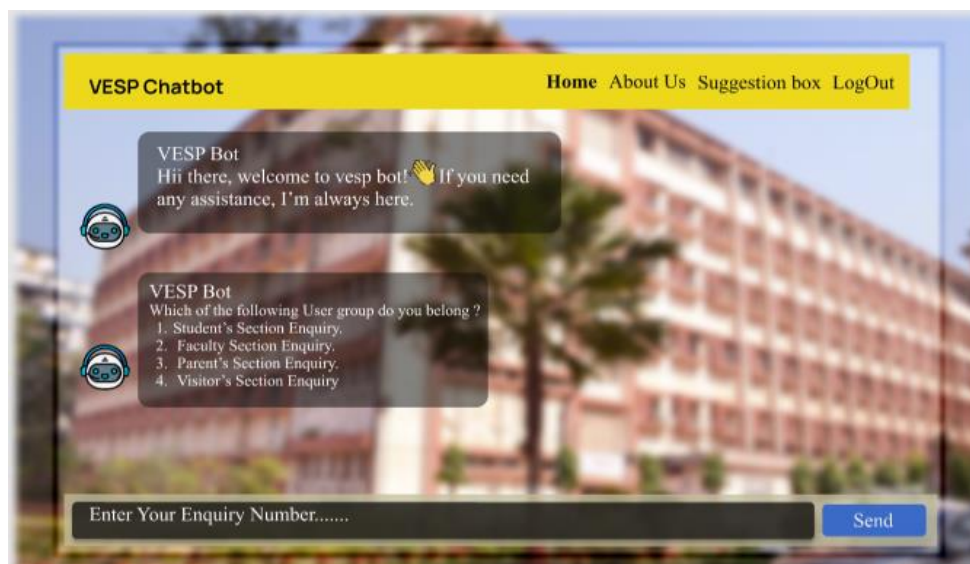 VESP Chatbot
Home About Us Suggestion box LogOut
VESP Bot
Hii there, welcome to vesp bot!👋If you need
any assistance, I'm always here.
VESP Bot
Which of the following User group do you belong ?
1. Student's Section Enquiry.
2. Faculty Section Enquiry.
3. Parent's Section Enquiry.
4. Visitor's Section Enquiry
Enter Your Enquiry Number.......
Send